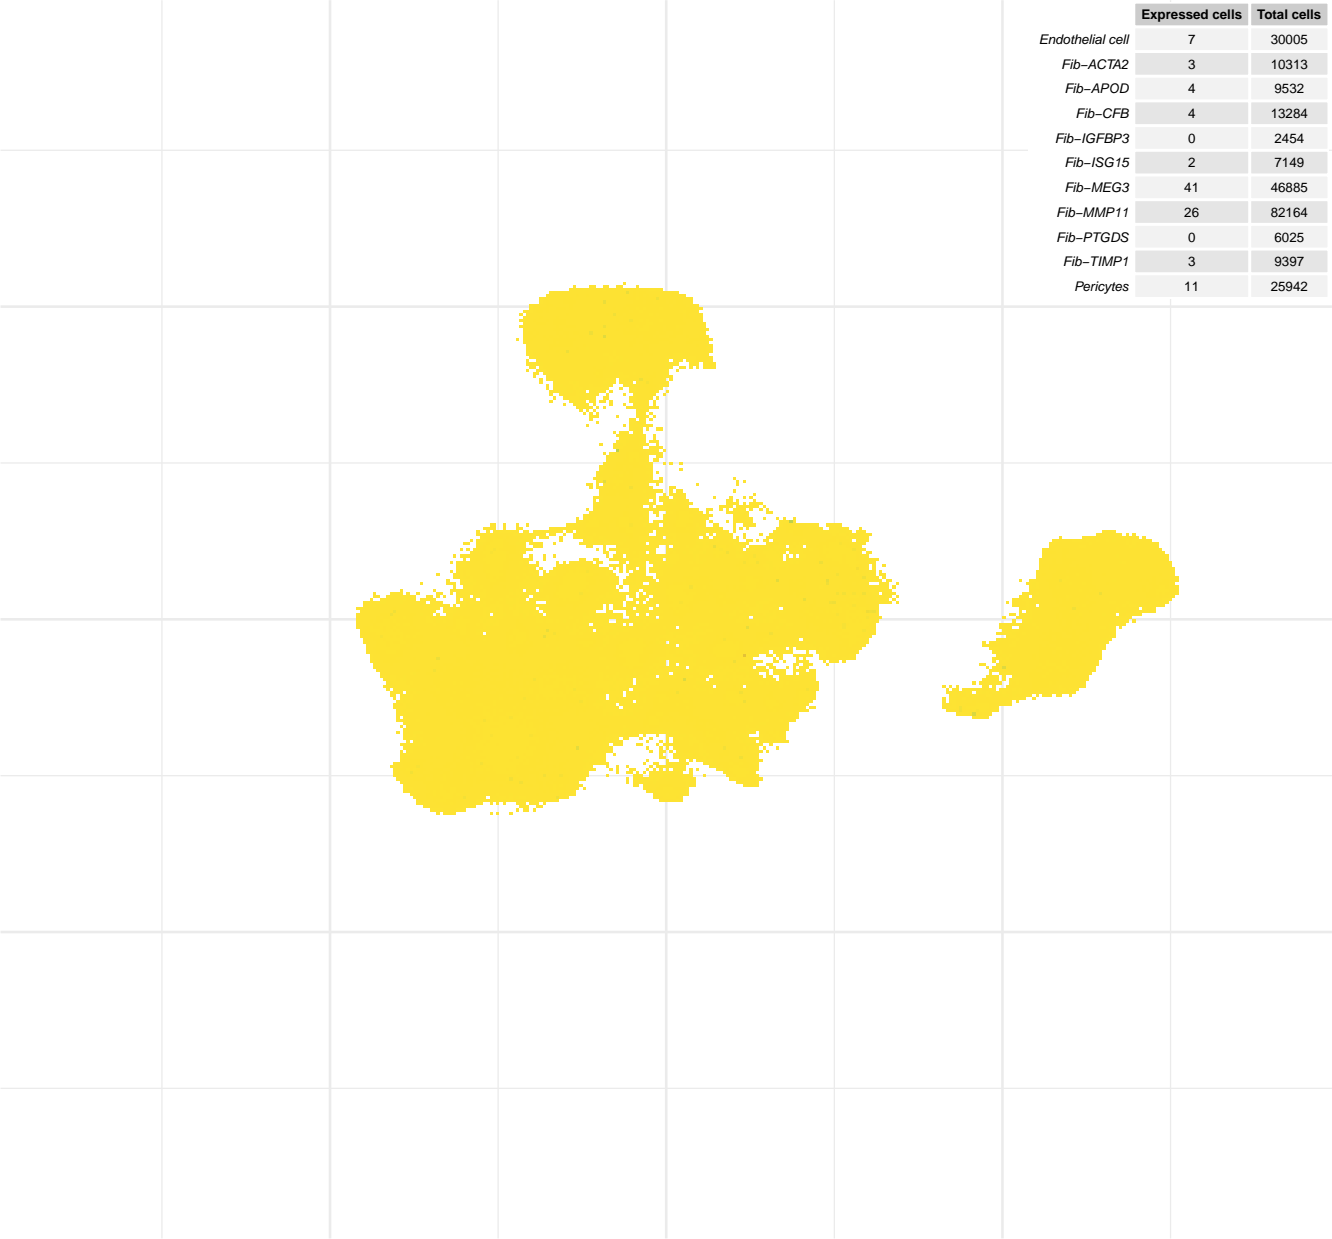 Expressed cells Total cells
Endothelial cell 7 30005
Fib−ACTA2 3 10313
Fib−APOD 4 9532
Fib−CFB 4 13284
Fib−IGFBP3 0 2454
Fib−ISG15 2 7149
Fib−MEG3 41 46885
Fib−MMP11 26 82164
Fib−PTGDS 0 6025
Fib−TIMP1 3 9397
Pericytes 11 25942